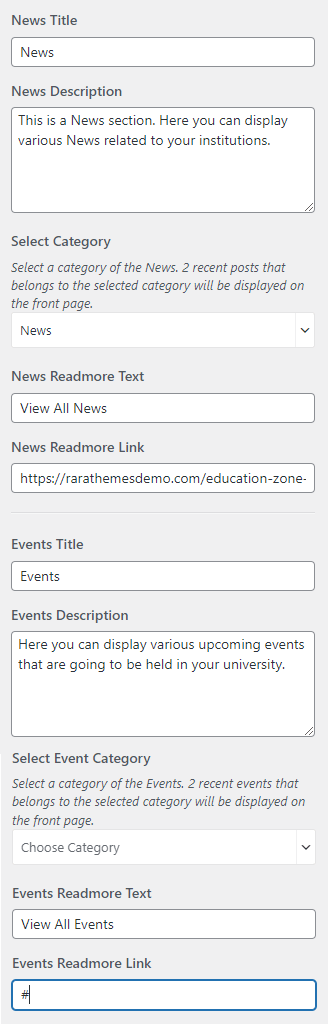 News Title
News
News Description
This is a News section. Here you can display
various News related to your institutions.
Select Category
Select a category of the News. 2 recent posts that
belongs to the selected category will be displayed on
the front page.
News
News Readmore Text
View All News
News Readmore Link
https://rarathemesdemo.com/education-zone-
Events Title
Events
Events Description
Here you can display various upcoming events
that are going to be held in your university.
Select Event Category
Select a category of the Events. 2 recent events that
belongs to the selected category will be displayed on
the front page.
Choose Category
Events Readmore Text
View All Events
Events Readmore Link
#